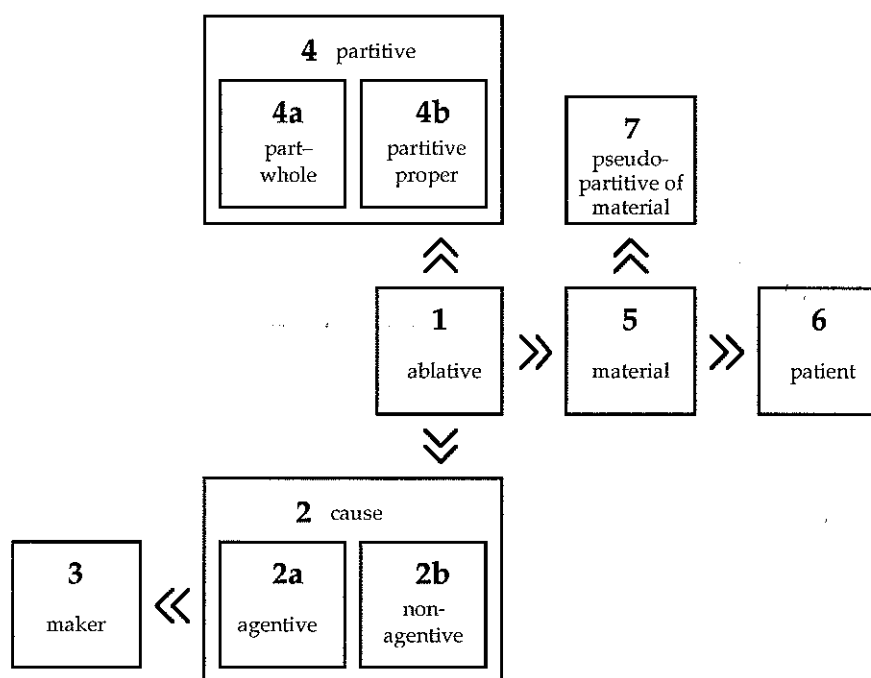 4 partitive
4a
part–
whole
4b
partitive
proper
7
pseudo-
partitive of
material
1
ablative
5
material
6
patient
2 cause
3
maker
2a
agentive
2b
non-
agentive